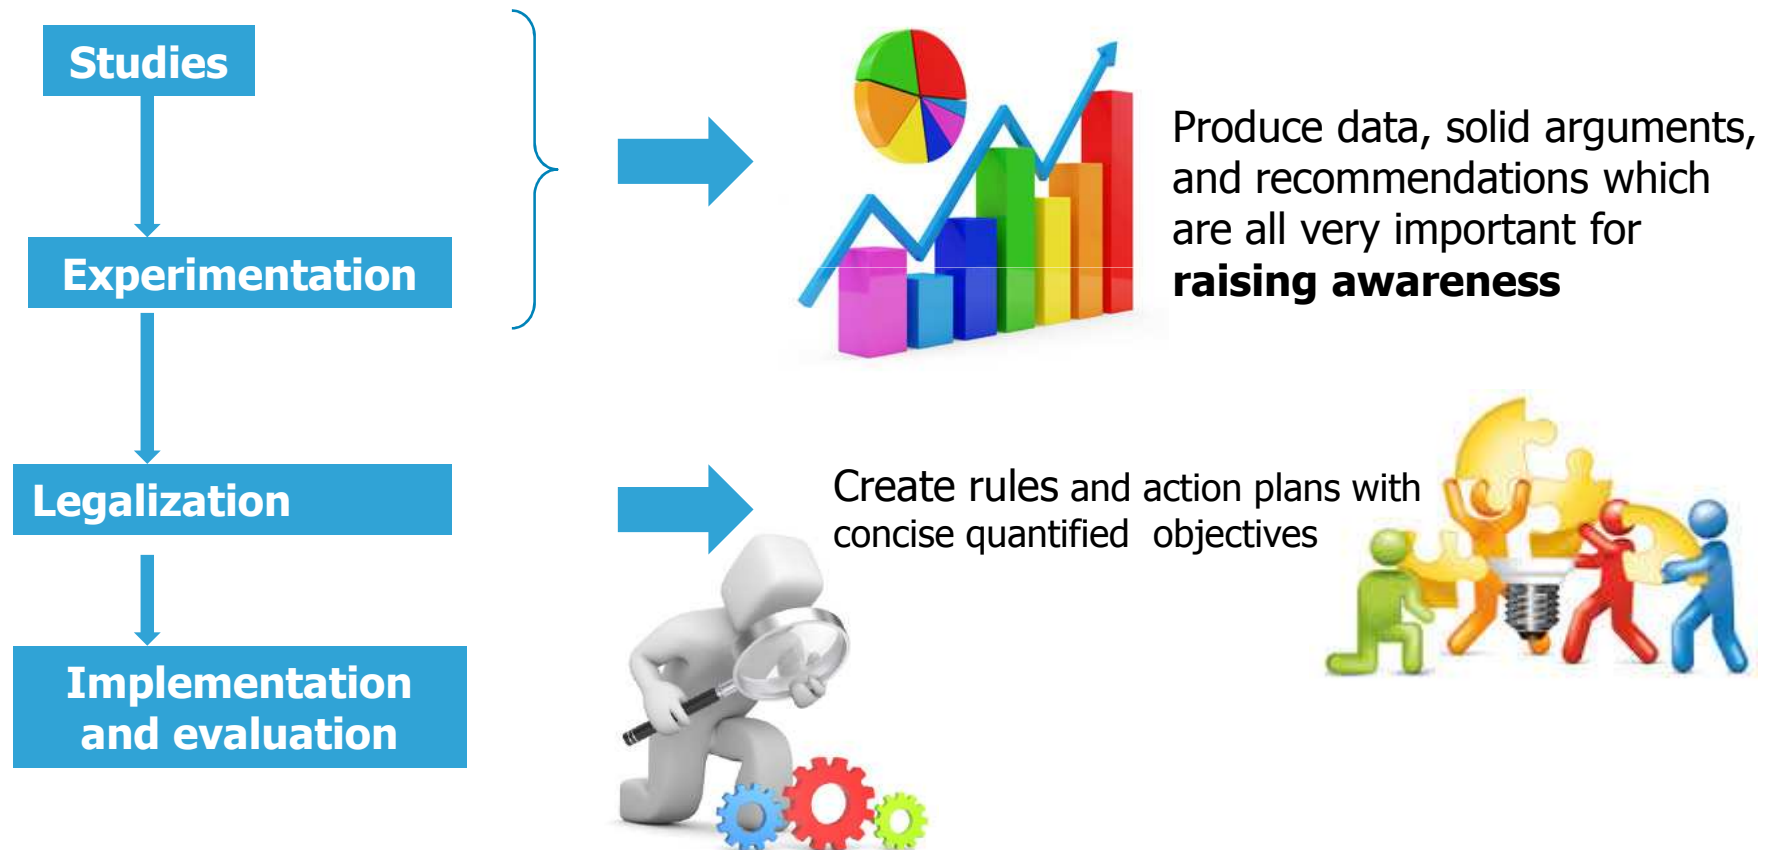 Studies
Produce data, solid arguments,
and recommendations which
are all very important for
raising awareness
Experimentation
Legalization
Create rules and action plans with
concise quantified  objectives
Implementation
and evaluation